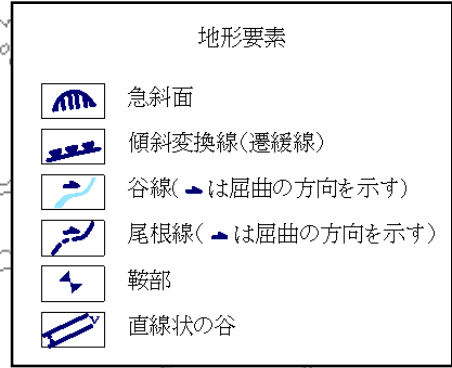 地形要素
急斜面
傾斜変換線(遷緩線)
谷線(は屈曲の方向を示す)
尾根線(は屈曲の方向を示す)
鞍部
直線状の谷